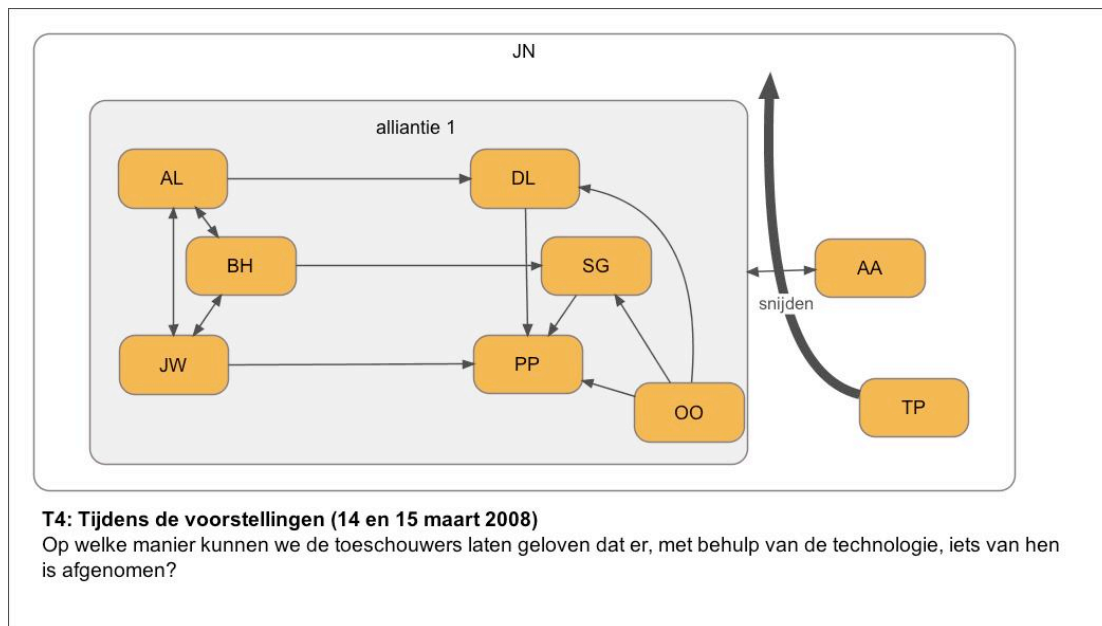 JN
alliantie 1
AL
DL
BH
SG
AA
snijden
JW
PP
OO
TP
T4: Tijdens de voorstellingen (14 en 15 maart 2008)
Op welke manier kunnen we de toeschouwers laten geloven dat er, met behulp van de technologie, iets van hen
is afgenomen?